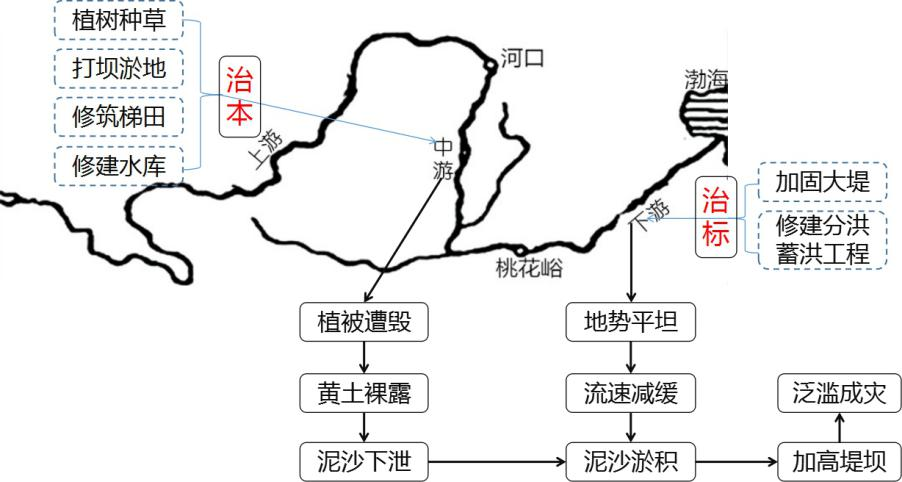 植树种草
打坝淤地
修筑梯田
修建水库
治
本
河口
渤海
上游
中
游
下游
桃花峪
治
标
加固大堤
修建分洪
蓄洪工程
植被遭毁
黄土裸露
泥沙下泄
地势平坦
流速减缓
泥沙淤积
泛滥成灾
加高堤坝